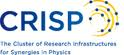 CRISP
The Cluster of Research Infrastructures
for Synergies in Physics